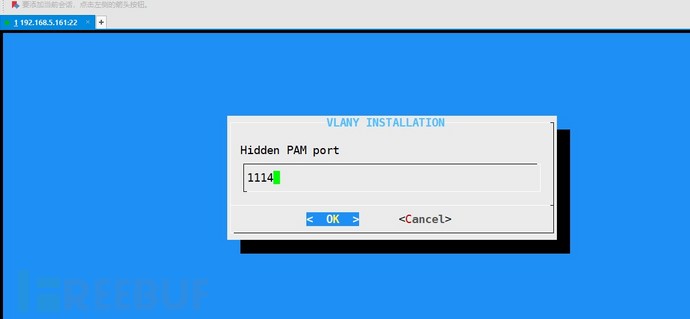 要添加当前会话，点击左侧的箭头按钮。
1 192.168.5.161:22 × +
VLANY INSTALLATION
Hidden PAM port
1114
< OK > <Cancel>
REEBUF